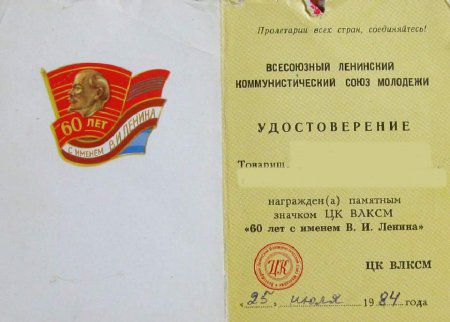 60 ЛЕТ
С ИМЕНЕМ В. И. ЛЕНИНА
Пролетарии всех стран, соединяйтесь!
ВСЕСОЮЗНЫЙ ЛЕНИНСКИЙ
КОММУНИСТИЧЕСКИЙ СОЮЗ МОЛОДЕЖИ
УДОСТОВЕРЕНИЕ
Товарищ
награжден(а) памятным
значком ЦК ВЛКСМ
«60 лет с именем В. И. Ленина»
ЦК
ЦК ВЛКСМ
«25» июля 1984 года